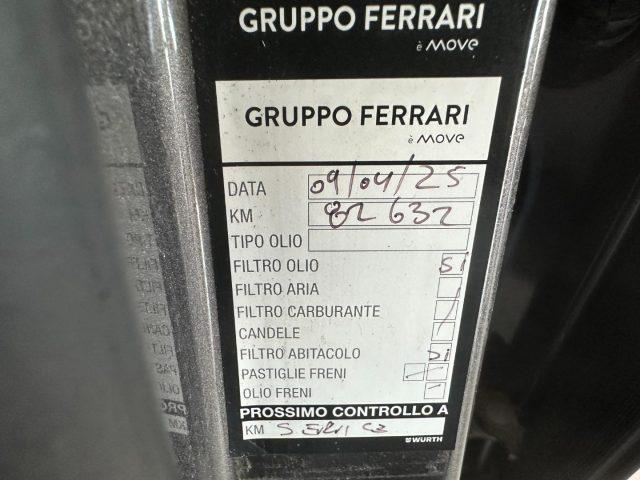 GRUPPO FERRARI
è Move
GRUPPO FERRARI
è Move
DATA 09/04/25
KM 82 632
TIPO OLIO
FILTRO OLIO Si
FILTRO ARIA /
FILTRO CARBURANTE /
CANDELE /
FILTRO ABITACOLO Si
PASTIGLIE FRENI / /
OLIO FRENI /
PROSSIMO CONTROLLO A
KM SERVICE
WÜRTH